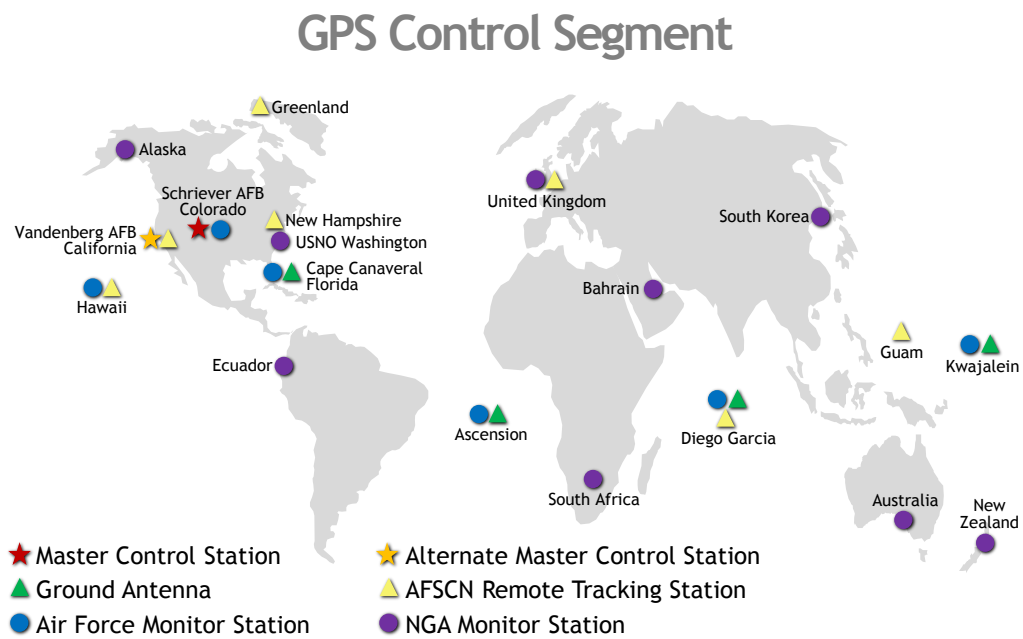 GPS Control Segment
Greenland
Alaska
Schriever AFB
Colorado
United Kingdom
New Hampshire
South Korea
Vandenberg AFB
California
USNO Washington
Cape Canaveral
Florida
Hawaii
Bahrain
Guam
Kwajalein
Ecuador
Ascension
Diego Garcia
South Africa
Australia
New
Zealand
Master Control Station
Alternate Master Control Station
Ground Antenna
AFSCN Remote Tracking Station
Air Force Monitor Station
NGA Monitor Station